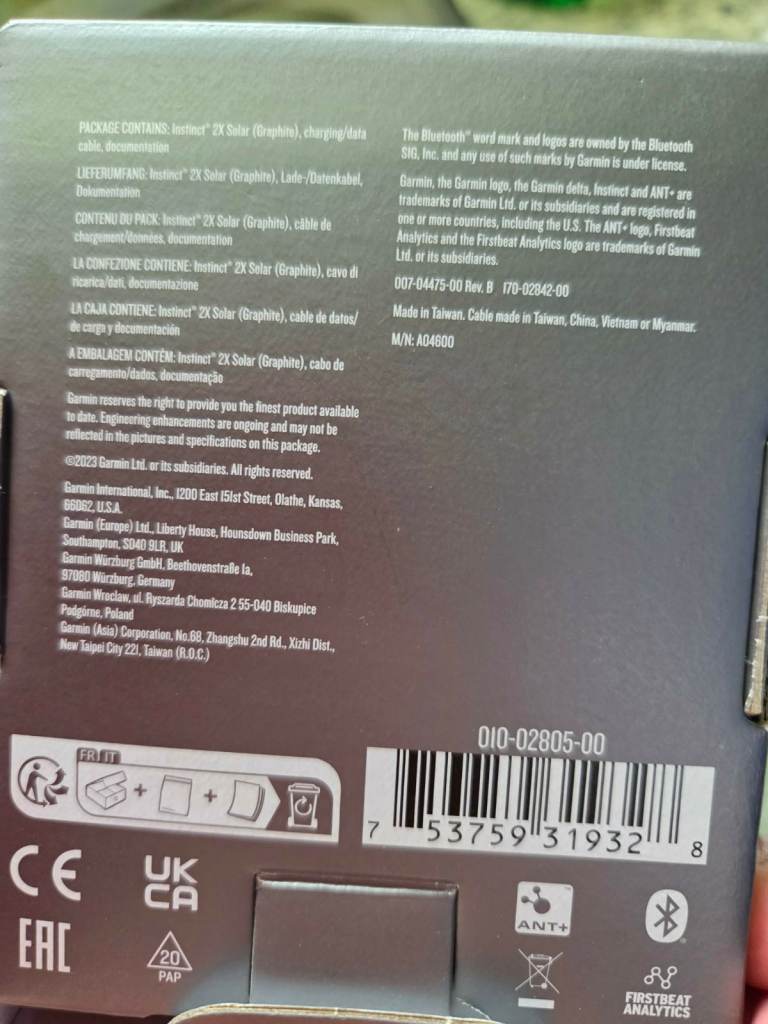 PACKAGE CONTAINS: Instinct® 2X Solar (Graphite), charging/data
cable, documentation
LIEFERUMFANG: Instinct® 2X Solar (Graphite), Lade-/Datenkabel,
Dokumentation
CONTENU DU PACK: Instinct® 2X Solar (Graphite), câble de
chargement/données, documentation
LA CONFEZIONE CONTIENE: Instinct® 2X Solar (Graphite), cavo di
ricarica/dati, documentazione
LA CAJA CONTIENE: Instinct® 2X Solar (Graphite), cable de datos/
de carga y documentación
A EMBALAGEM CONTÉM: Instinct® 2X Solar (Graphite), cabo de
carregamento/dados, documentação
Garmin reserves the right to provide you the finest product available
to date. Engineering enhancements are ongoing and may not be
reflected in the pictures and specifications on this package.
©2023 Garmin Ltd. or its subsidiaries. All rights reserved.
Garmin International, Inc., 1200 East 151st Street, Olathe, Kansas,
66062, U.S.A.
Garmin (Europe) Ltd., Liberty House, Hounsdown Business Park,
Southampton, SO40 9LR, UK
Garmin Würzburg GmbH, Beethovenstraße 1a,
97080 Würzburg, Germany
Garmin Wroclaw, ul. Ryszarda Chomicza 2 55-040 Biskupice
Podgórne, Poland
Garmin (Asia) Corporation, No.68, Zhangshu 2nd Rd., Xizhi Dist.,
New Taipei City 221, Taiwan (R.O.C.)
The Bluetooth® word mark and logos are owned by the Bluetooth
SIG, Inc. and any use of such marks by Garmin is under license.
Garmin, the Garmin logo, the Garmin delta, Instinct and ANT+ are
trademarks of Garmin Ltd. or its subsidiaries and are registered in
one or more countries, including the U.S. The ANT+ logo, Firstbeat
Analytics and the Firstbeat Analytics logo are trademarks of Garmin
Ltd. or its subsidiaries.
D07-04475-00 Rev. B 170-02842-00
Made in Taiwan. Cable made in Taiwan, China, Vietnam or Myanmar.
M/N: A04600
FR IT
+ +
010-02805-00
7 53759 31932 8
CE
UK
CA
EAC
20
PAP
ANT+
FIRSTBEAT
ANALYTICS